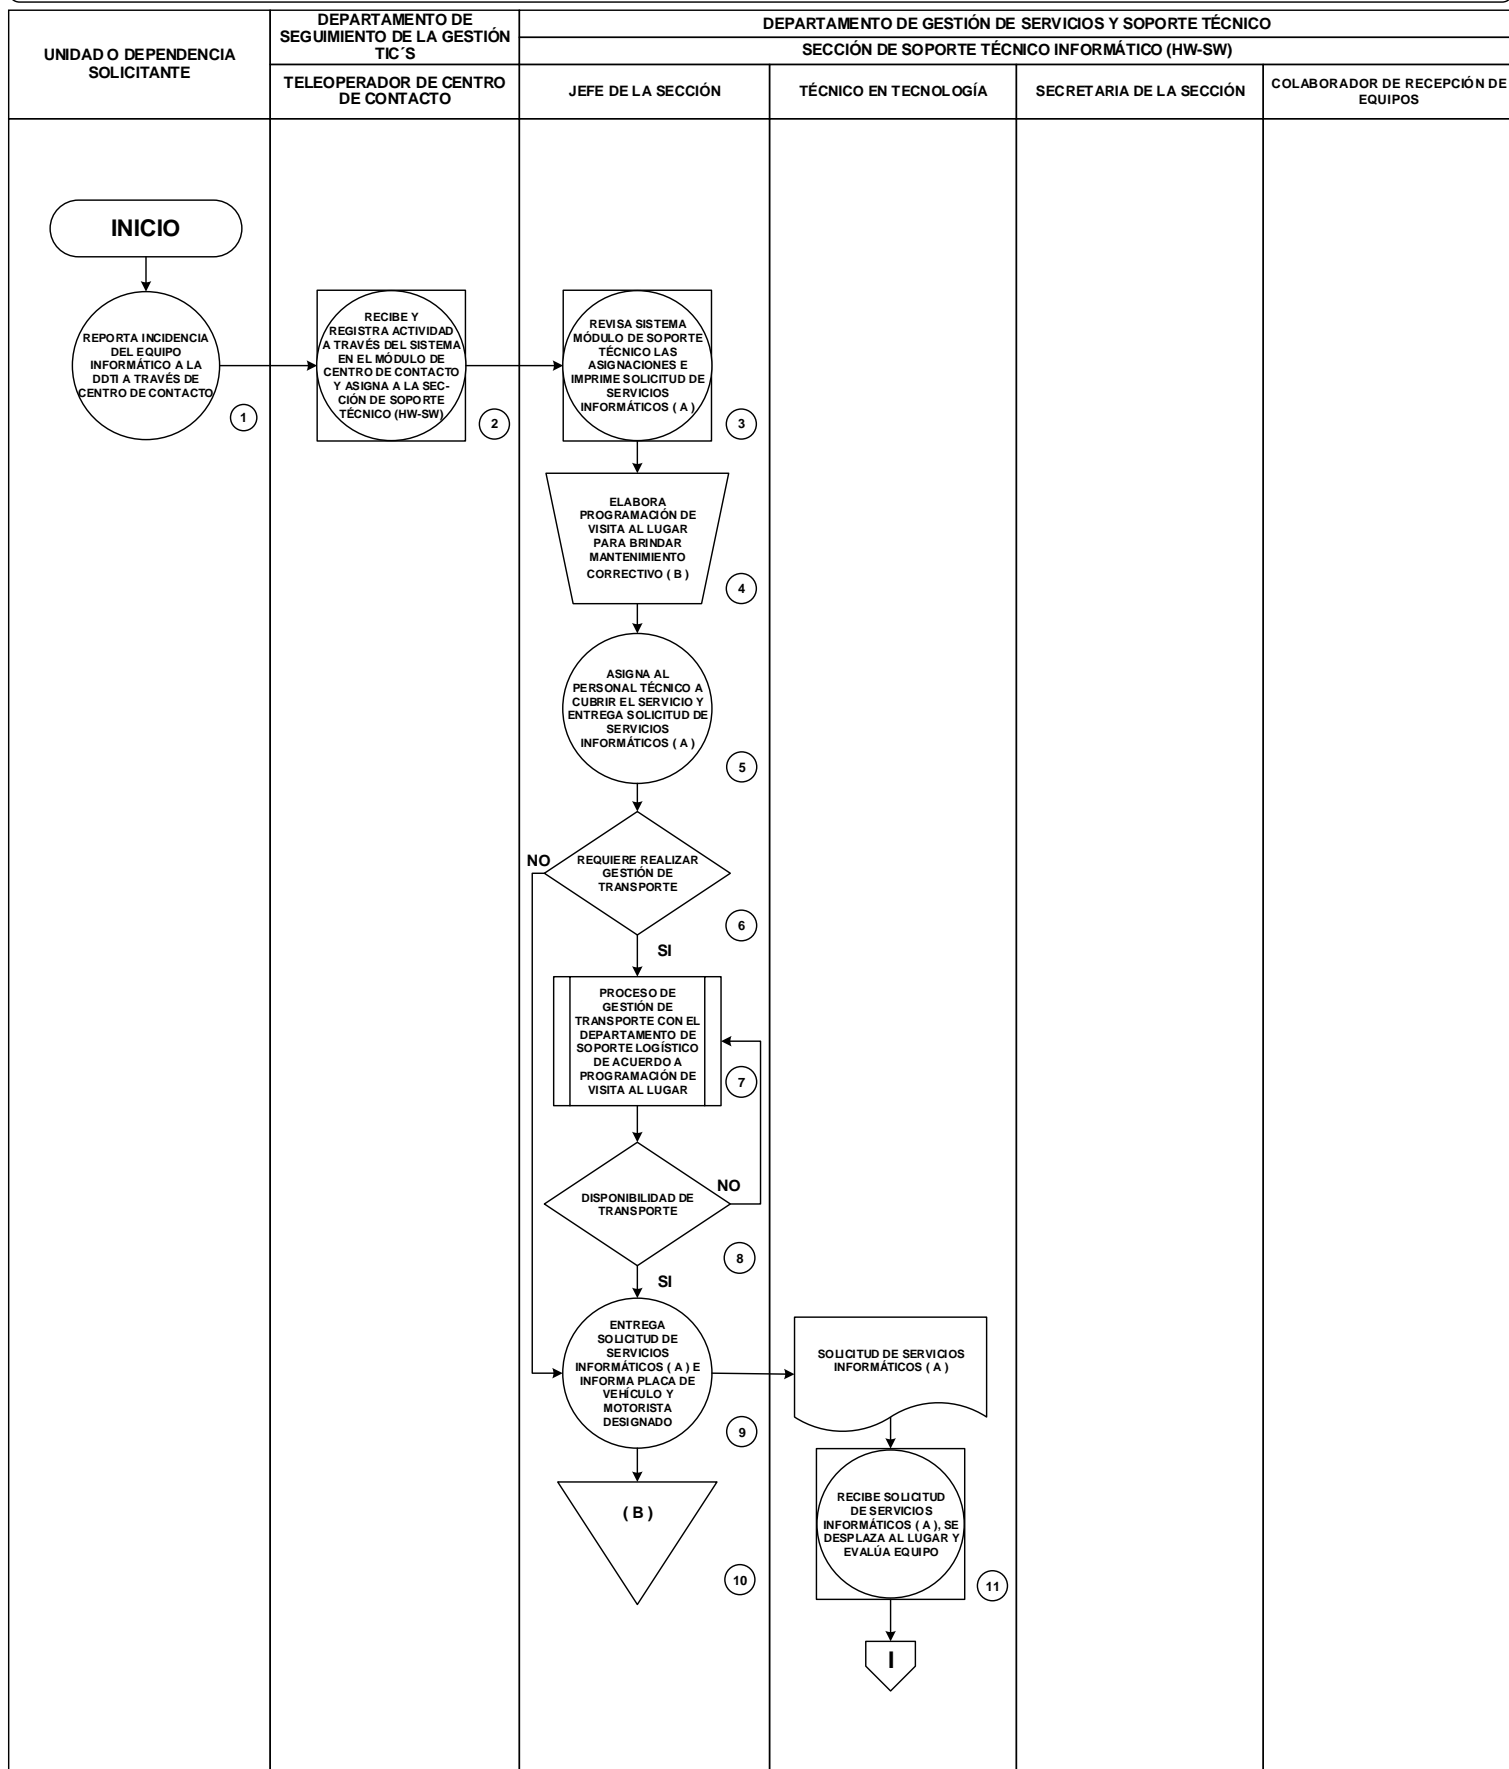 UNIDAD O DEPENDENCIA
SOLICITANTE
DEPARTAMENTO DE
SEGUIMIENTO DE LA GESTIÓN
TIC´S
TELEOPERADOR DE CENTRO
DE CONTACTO
DEPARTAMENTO DE GESTIÓN DE SERVICIOS Y SOPORTE TÉCNICO
SECCIÓN DE SOPORTE TÉCNICO INFORMÁTICO (HW-SW)
JEFE DE LA SECCIÓN
TÉCNICO EN TECNOLOGÍA
SECRETARIA DE LA SECCIÓN
COLABORADOR DE RECEPCIÓN DE
EQUIPOS
INICIO
REPORTA INCIDENCIA
DEL EQUIPO
INFORMÁTICO A LA
DDTI A TRAVÉS DE
CENTRO DE CONTACTO
1
RECIBE Y
REGISTRA ACTIVIDAD
A TRAVÉS DEL SISTEMA
EN EL MÓDULO DE
CENTRO DE CONTACTO
Y ASIGNA A LA SEC-
CIÓN DE SOPORTE
TÉCNICO (HW-SW)
2
REVISA SISTEMA
MÓDULO DE SOPORTE
TÉCNICO LAS
ASIGNACIONES E
IMPRIME SOLICITUD DE
SERVICIOS
INFORMÁTICOS ( A )
3
ELABORA
PROGRAMACIÓN DE
VISITA AL LUGAR
PARA BRINDAR
MANTENIMIENTO
CORRECTIVO ( B )
4
ASIGNA AL
PERSONAL TÉCNICO A
CUBRIR EL SERVICIO Y
ENTREGA SOLICITUD DE
SERVICIOS
INFORMÁTICOS ( A )
5
NO
REQUIERE REALIZAR
GESTIÓN DE
TRANSPORTE
6
SI
PROCESO DE
GESTIÓN DE
TRANSPORTE CON EL
DEPARTAMENTO DE
SOPORTE LOGÍSTICO
DE ACUERDO A
PROGRAMACIÓN DE
VISITA AL LUGAR
7
NO
DISPONIBILIDAD DE
TRANSPORTE
8
SI
ENTREGA
SOLICITUD DE
SERVICIOS
INFORMÁTICOS ( A ) E
INFORMA PLACA DE
VEHÍCULO Y
MOTORISTA
DESIGNADO
9
SOLICITUD DE SERVICIOS
INFORMÁTICOS ( A )
( B )
10
RECIBE SOLICITUD
DE SERVICIOS
INFORMÁTICOS ( A ), SE
DESPLAZA AL LUGAR Y
EVALÚA EQUIPO
11
I